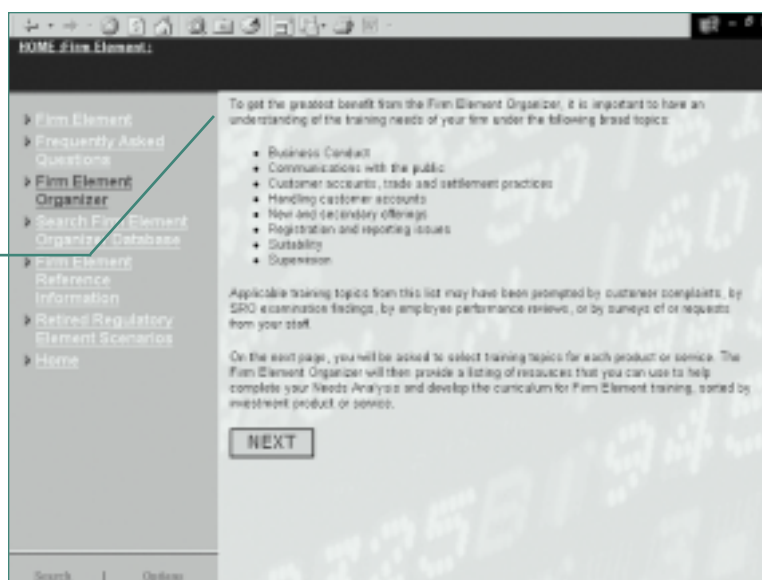 HOME :Firm Element :
Firm Element
Frequently Asked
Questions
Firm Element
Organizer
Search Firm Element
Organizer Database
Firm Element
Reference
Information
Retired Regulatory
Element Scenarios
Home
Search | Options
To get the greatest benefit from the Firm Element Organizer, it is important to have an
understanding of the training needs of your firm under the following broad topics:
Business Conduct
Communications with the public
Customer accounts, trade and settlement practices
Handling customer accounts
New and secondary offerings
Registration and reporting issues
Suitability
Supervision
Applicable training topics from this list may have been prompted by customer complaints, by
SRO examination findings, by employee performance reviews, or by surveys of or requests
from your staff.
On the next page, you will be asked to select training topics for each product or service. The
Firm Element Organizer will then provide a listing of resources that you can use to help
complete your Needs Analysis and develop the curriculum for Firm Element training, sorted by
investment product or service.
NEXT